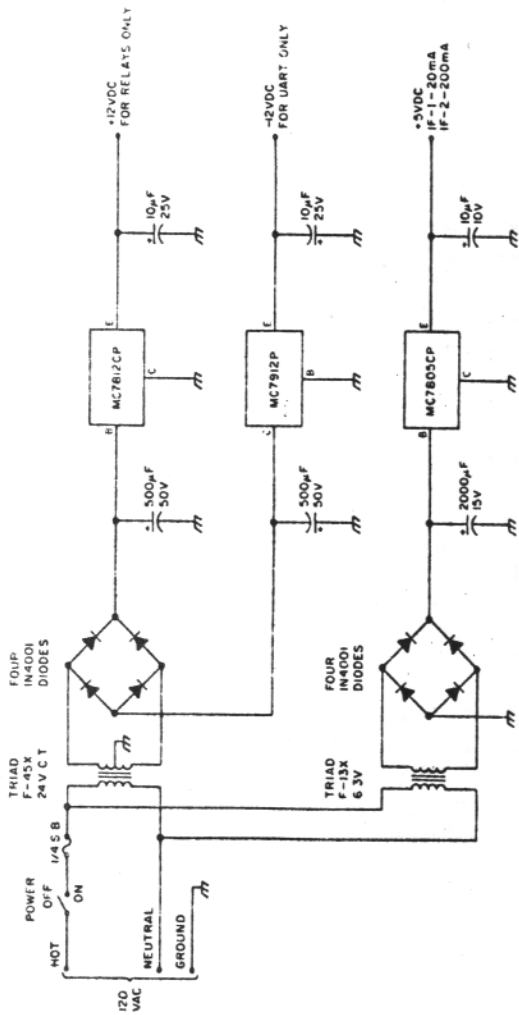 120
VAC
HOT
NEUTRAL
GROUND
POWER
OFF
ON
1/4 S B
TRIAD
F-45X
24 V C T
FOUR
IN4001
DIODES
500µF
50V
+
B
MC7812CP
C
E
+
10µF
25V
+12VDC
FOR RELAYS ONLY
500µF
50V
+
C
MC7912P
B
E
10µF
25V
+
-12VDC
FOR UART ONLY
TRIAD
F-13X
6 3V
FOUR
IN4001
DIODES
+
2000µF
15V
B
MC7805CP
C
E
+
10µF
10V
+5VDC
IF-1-20mA
IF-2-200mA